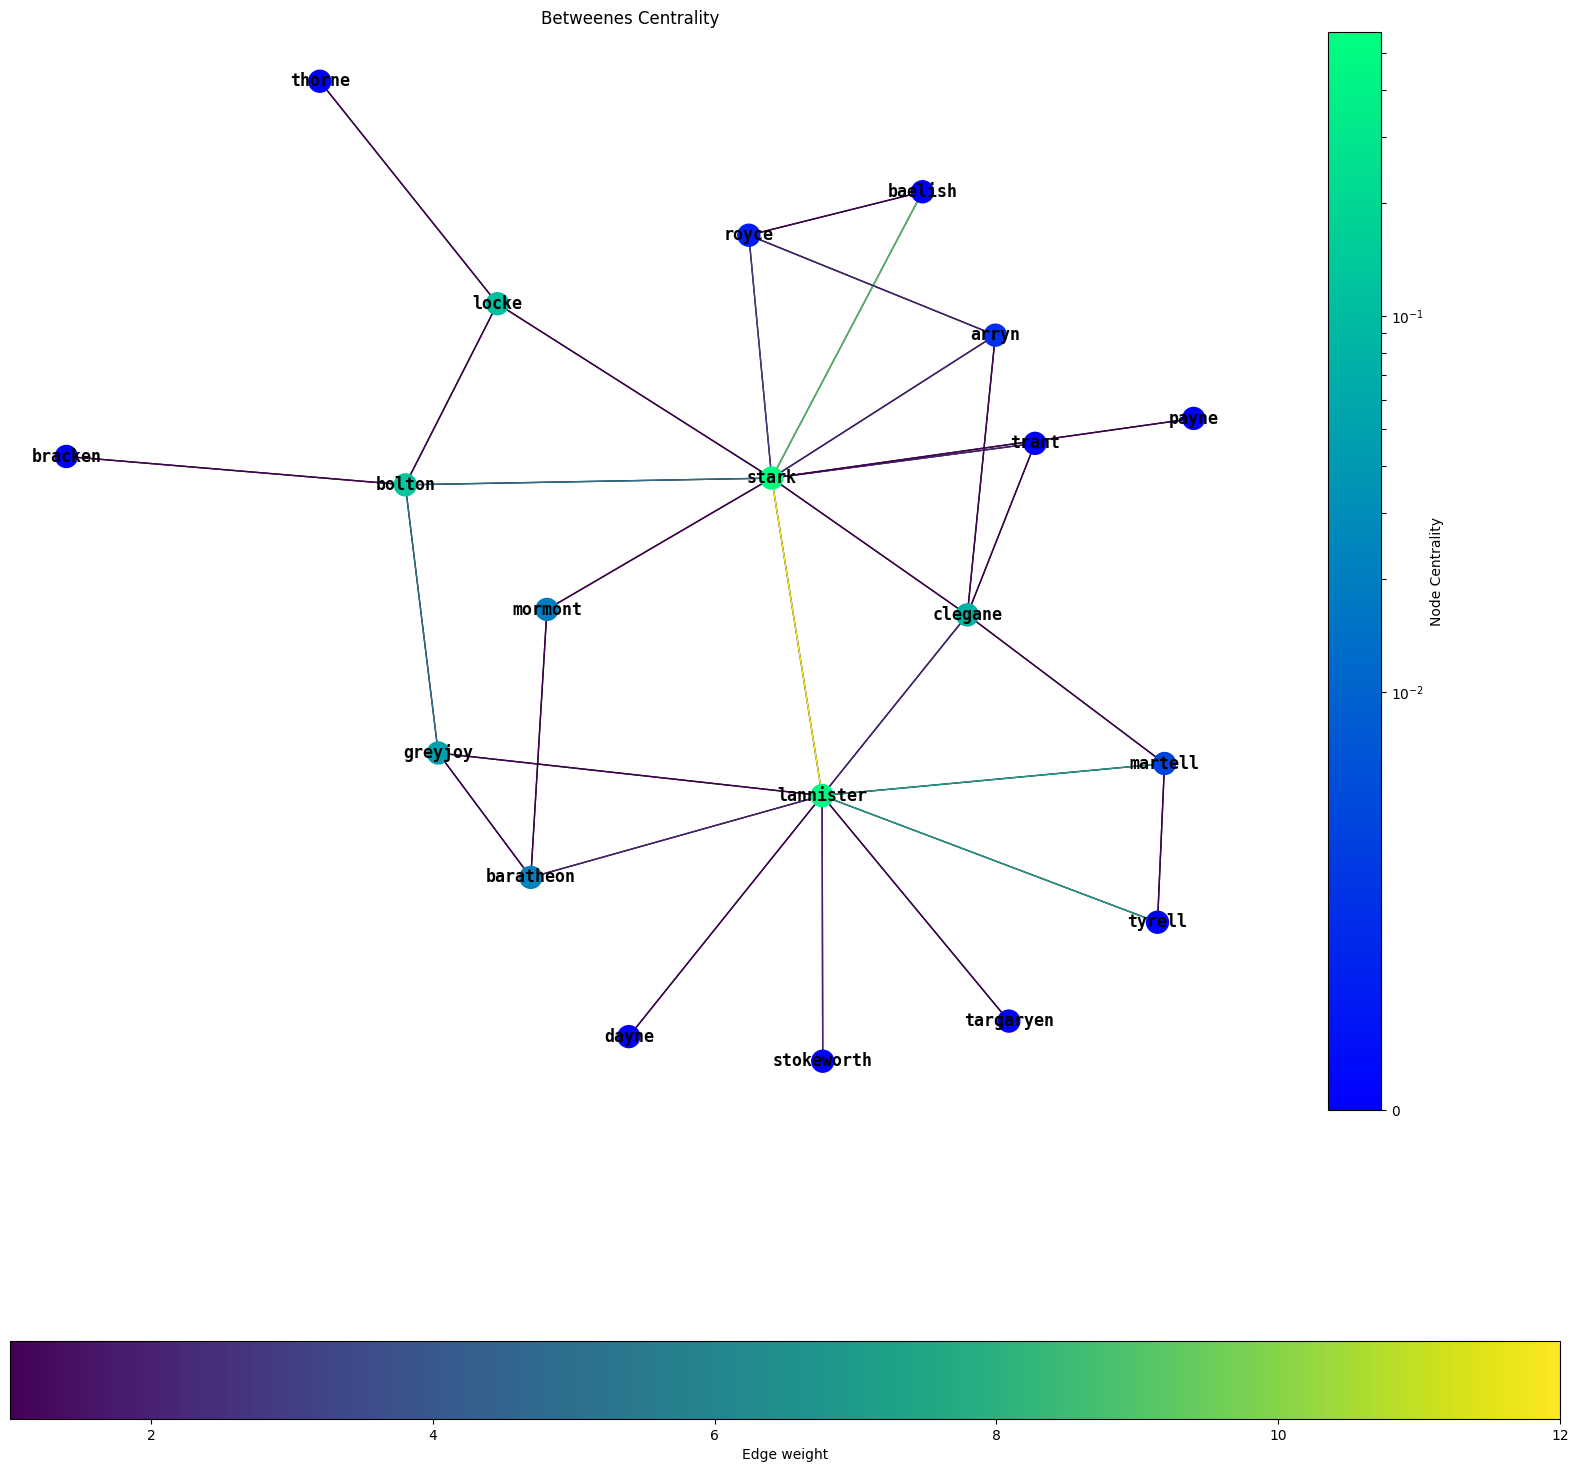 Betweenes Centrality
thorne
baelish
royce
locke
arryn
payne
trant
bracken
stark
bolton
mormont
clegane
greyjoy
martell
lannister
baratheon
tyrell
targaryen
dayne
stokeworth
10⁻¹
10⁻²
0
Node Centrality
2 4 6 8 10 12
Edge weight